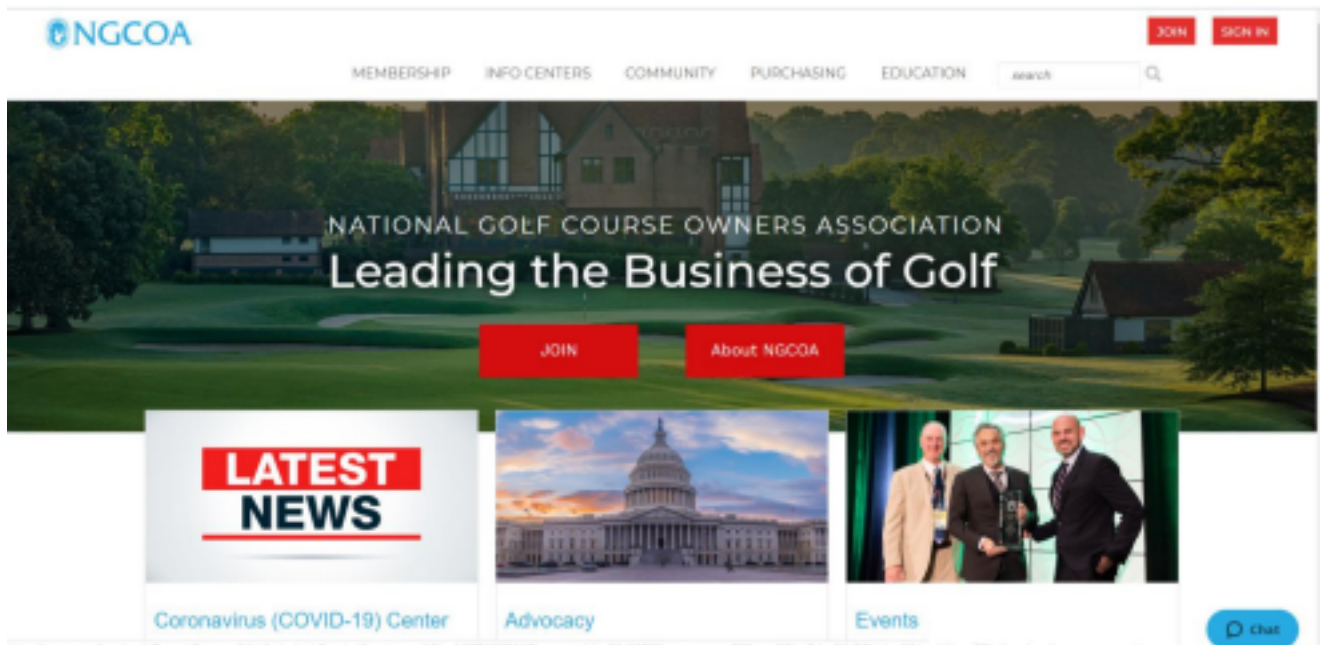 NGCOA
JOIN SIGN IN
MEMBERSHIP INFO CENTERS COMMUNITY PURCHASING EDUCATION search
NATIONAL GOLF COURSE OWNERS ASSOCIATION
Leading the Business of Golf
JOIN About NGCOA
LATEST
NEWS
Coronavirus (COVID-19) Center Advocacy Events
Chat